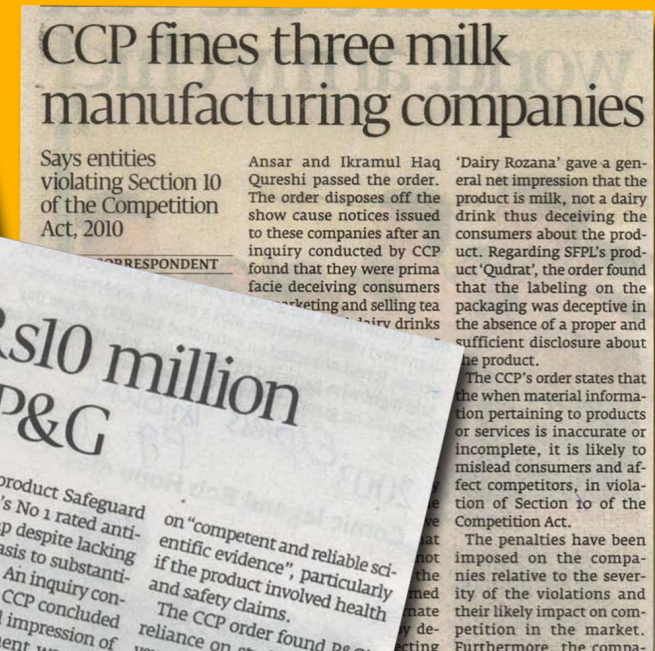 CCP fines three milk
manufacturing companies
Says entities
violating Section 10
of the Competition
Act, 2010
CORRESPONDENT
Ansar and Ikramul Haq
Qureshi passed the order.
The order disposes off the
show cause notices issued
to these companies after an
inquiry conducted by CCP
found that they were prima
facie deceiving consumers
marketing and selling tea
dairy drinks
'Dairy Rozana' gave a gen-
eral net impression that the
product is milk, not a dairy
drink thus deceiving the
consumers about the prod-
uct. Regarding SFPL's prod-
uct 'Qudrat', the order found
that the labeling on the
packaging was deceptive in
the absence of a proper and
sufficient disclosure about
the product.
The CCP's order states that
the when material informa-
tion pertaining to products
or services is inaccurate or
incomplete, it is likely to
mislead consumers and af-
fect competitors, in viola-
tion of Section 10 of the
Competition Act.
The penalties have been
imposed on the compa-
nies relative to the sever-
ity of the violations and
their likely impact on com-
petition in the market.
Furthermore, the compa-
Rs10 million
P&G
product Safeguard
's No 1 rated anti-
despite lacking
asis to substanti-
An inquiry con-
CCP concluded
impression of
on "competent and reliable sci-
entific evidence", particularly
if the product involved health
and safety claims.
The CCP order found P&G's
reliance on